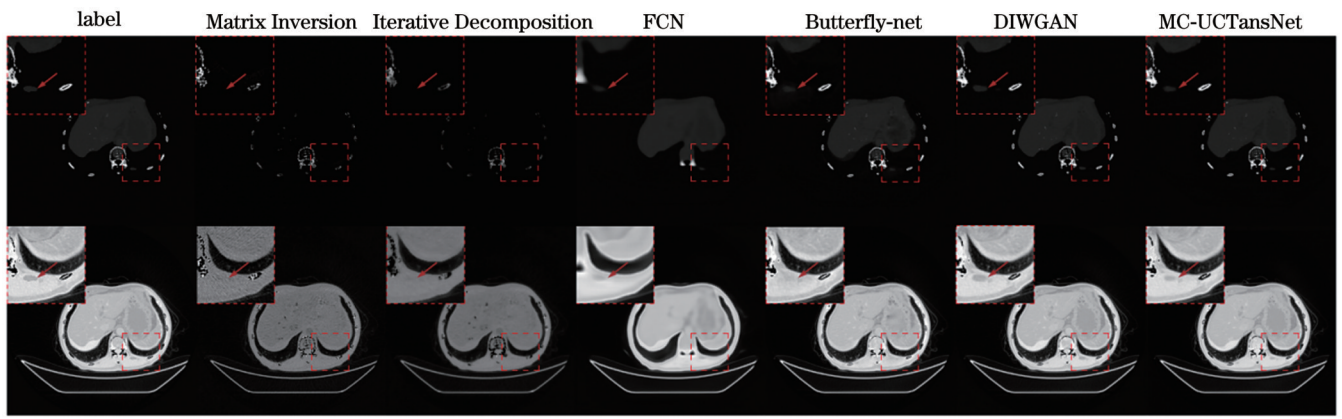 label Matrix Inversion Iterative Decomposition FCN Butterfly-net DIWGAN MC-UCTansNet